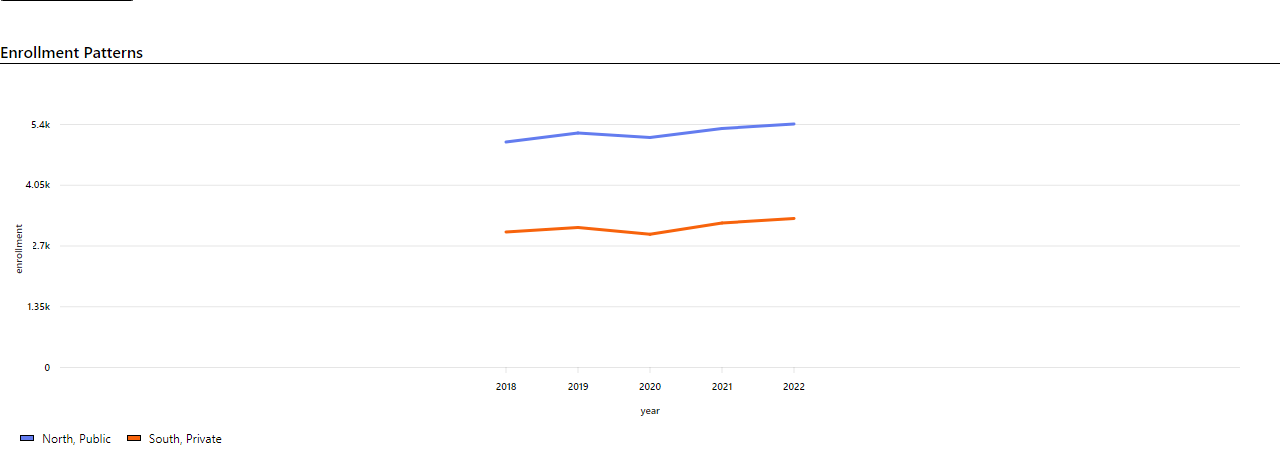 Enrollment Patterns
5.4k
4.05k
2.7k
1.35k
0
enrollment
2018 2019 2020 2021 2022
year
North, Public South, Private